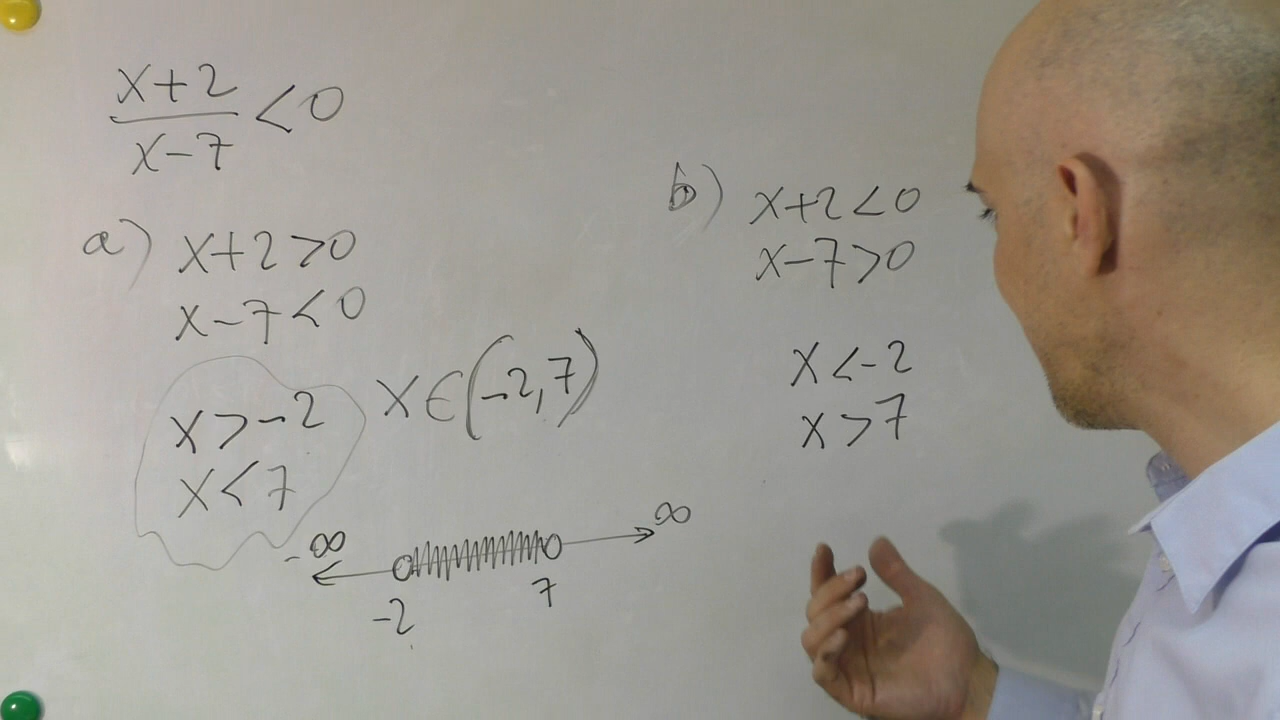 x+2
x-7 <0
a) x+2>0
x-7<0
x>-2
x<7
x∈(-2,7)
-∞ ∞
-2 7
b) x+2<0
x-7>0
x<-2
x>7